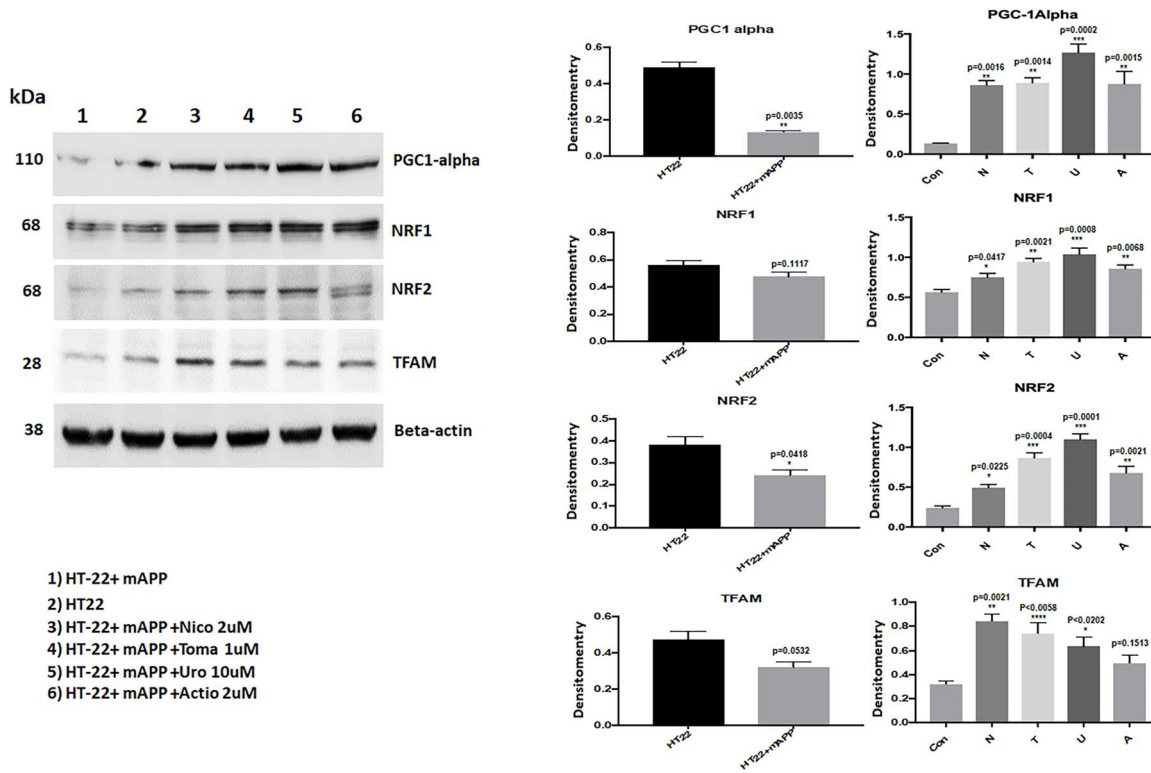 kDa
1 2 3 4 5 6
110 PGC1-alpha
68 NRF1
68 NRF2
28 TFAM
38 Beta-actin
1) HT-22+ mAPP
2) HT22
3) HT-22+ mAPP +Nico 2uM
4) HT-22+ mAPP +Toma 1uM
5) HT-22+ mAPP +Uro 10uM
6) HT-22+ mAPP +Actio 2uM
PGC1 alpha
Densitomentry
0.6
0.4
0.2
0.0
p=0.0035
**
HT22
HT22+mAPP
PGC-1Alpha
Densitomentry
1.5
1.0
0.5
0.0
p=0.0016
**
p=0.0014
**
p=0.0002
***
p=0.0015
**
Con N T U A
NRF1
Densitomentry
0.8
0.6
0.4
0.2
0.0
p=0.1117
HT22
HT22+mAPP
NRF1
Densitomentry
1.5
1.0
0.5
0.0
p=0.0417
*
p=0.0021
**
p=0.0008
***
p=0.0068
**
Con N T U A
NRF2
Densitomentry
0.5
0.4
0.3
0.2
0.1
0.0
p=0.0418
*
HT22
HT22+mAPP
NRF2
Densitomentry
1.5
1.0
0.5
0.0
p=0.0225
*
p=0.0004
***
p=0.0001
***
p=0.0021
**
Con N T U A
TFAM
Densitomentry
0.6
0.4
0.2
0.0
p=0.0532
HT22
HT22+mAPP
TFAM
Densitomentry
1.0
0.8
0.6
0.4
0.2
0.0
p=0.0021
**
P<0.0058
****
P<0.0202
*
p=0.1513
Con N T U A